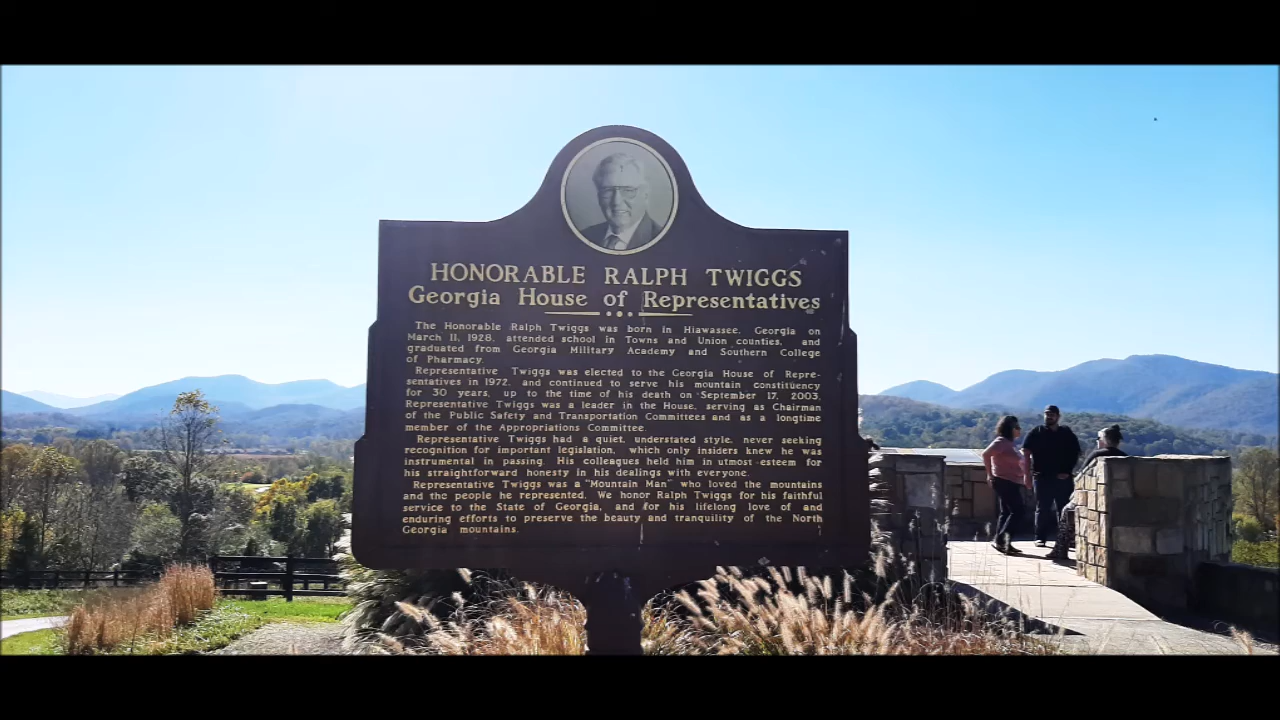 HONORABLE RALPH TWIGGS
Georgia House of Representatives
The Honorable Ralph Twiggs was born in Hiawassee, Georgia on
March 11, 1928, attended school in Towns and Union counties, and
graduated from Georgia Military Academy and Southern College
of Pharmacy.
Representative Twiggs was elected to the Georgia House of Repre-
sentatives in 1972, and continued to serve his mountain constituency
for 30 years, up to the time of his death on September 17, 2003.
Representative Twiggs was a leader in the House, serving as Chairman
of the Public Safety and Transportation Committees and as a longtime
member of the Appropriations Committee.
Representative Twiggs had a quiet, understated style, never seeking
recognition for important legislation, which only insiders knew he was
instrumental in passing. His colleagues held him in utmost esteem for
his straightforward honesty in his dealings with everyone.
Representative Twiggs was a "Mountain Man" who loved the mountains
and the people he represented. We honor Ralph Twiggs for his faithful
service to the State of Georgia, and for his lifelong love of and
enduring efforts to preserve the beauty and tranquility of the North
Georgia mountains.